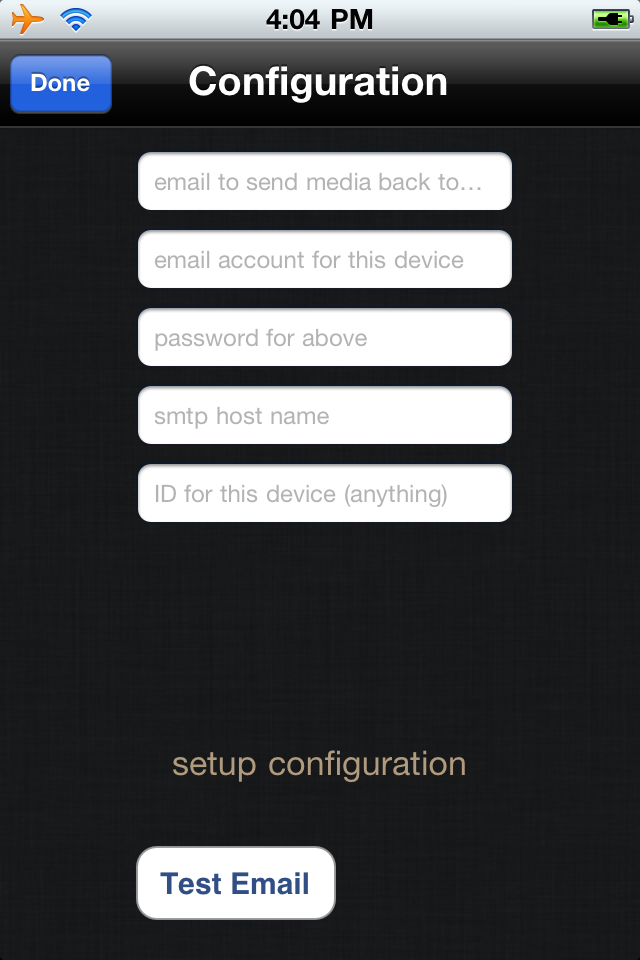 4:04 PM
Done
Configuration
email to send media back to…
email account for this device
password for above
smtp host name
ID for this device (anything)
setup configuration
Test Email